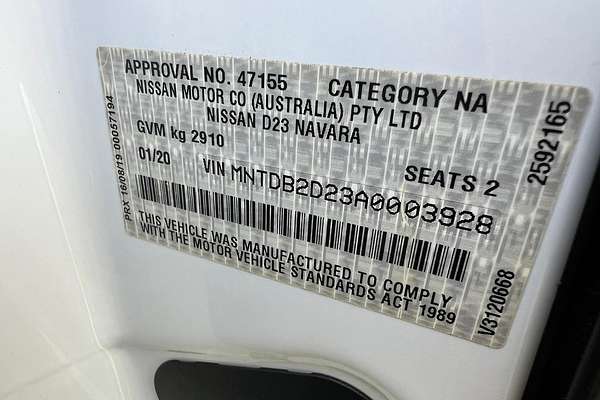 APPROVAL NO. 47155 CATEGORY NA
NISSAN MOTOR CO (AUSTRALIA) PTY LTD
NISSAN D23 NAVARA
GVM kg 2910
01/20 VIN MNTDB2D23A0003928 SEATS 2
THIS VEHICLE WAS MANUFACTURED TO COMPLY
WITH THE MOTOR VEHICLE STANDARDS ACT 1989
PRX 16/08/19 00057194
2592165
V3120668